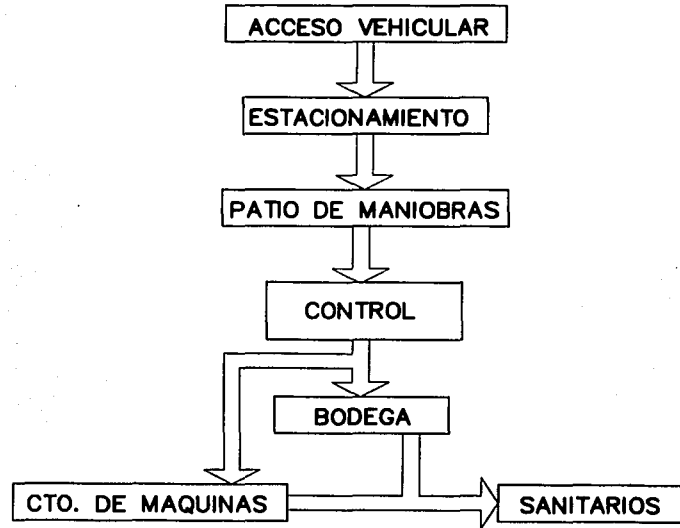 ACCESO VEHICULAR
ESTACIONAMIENTO
PATIO DE MANIOBRAS
CONTROL
BODEGA
CTO. DE MAQUINAS
SANITARIOS